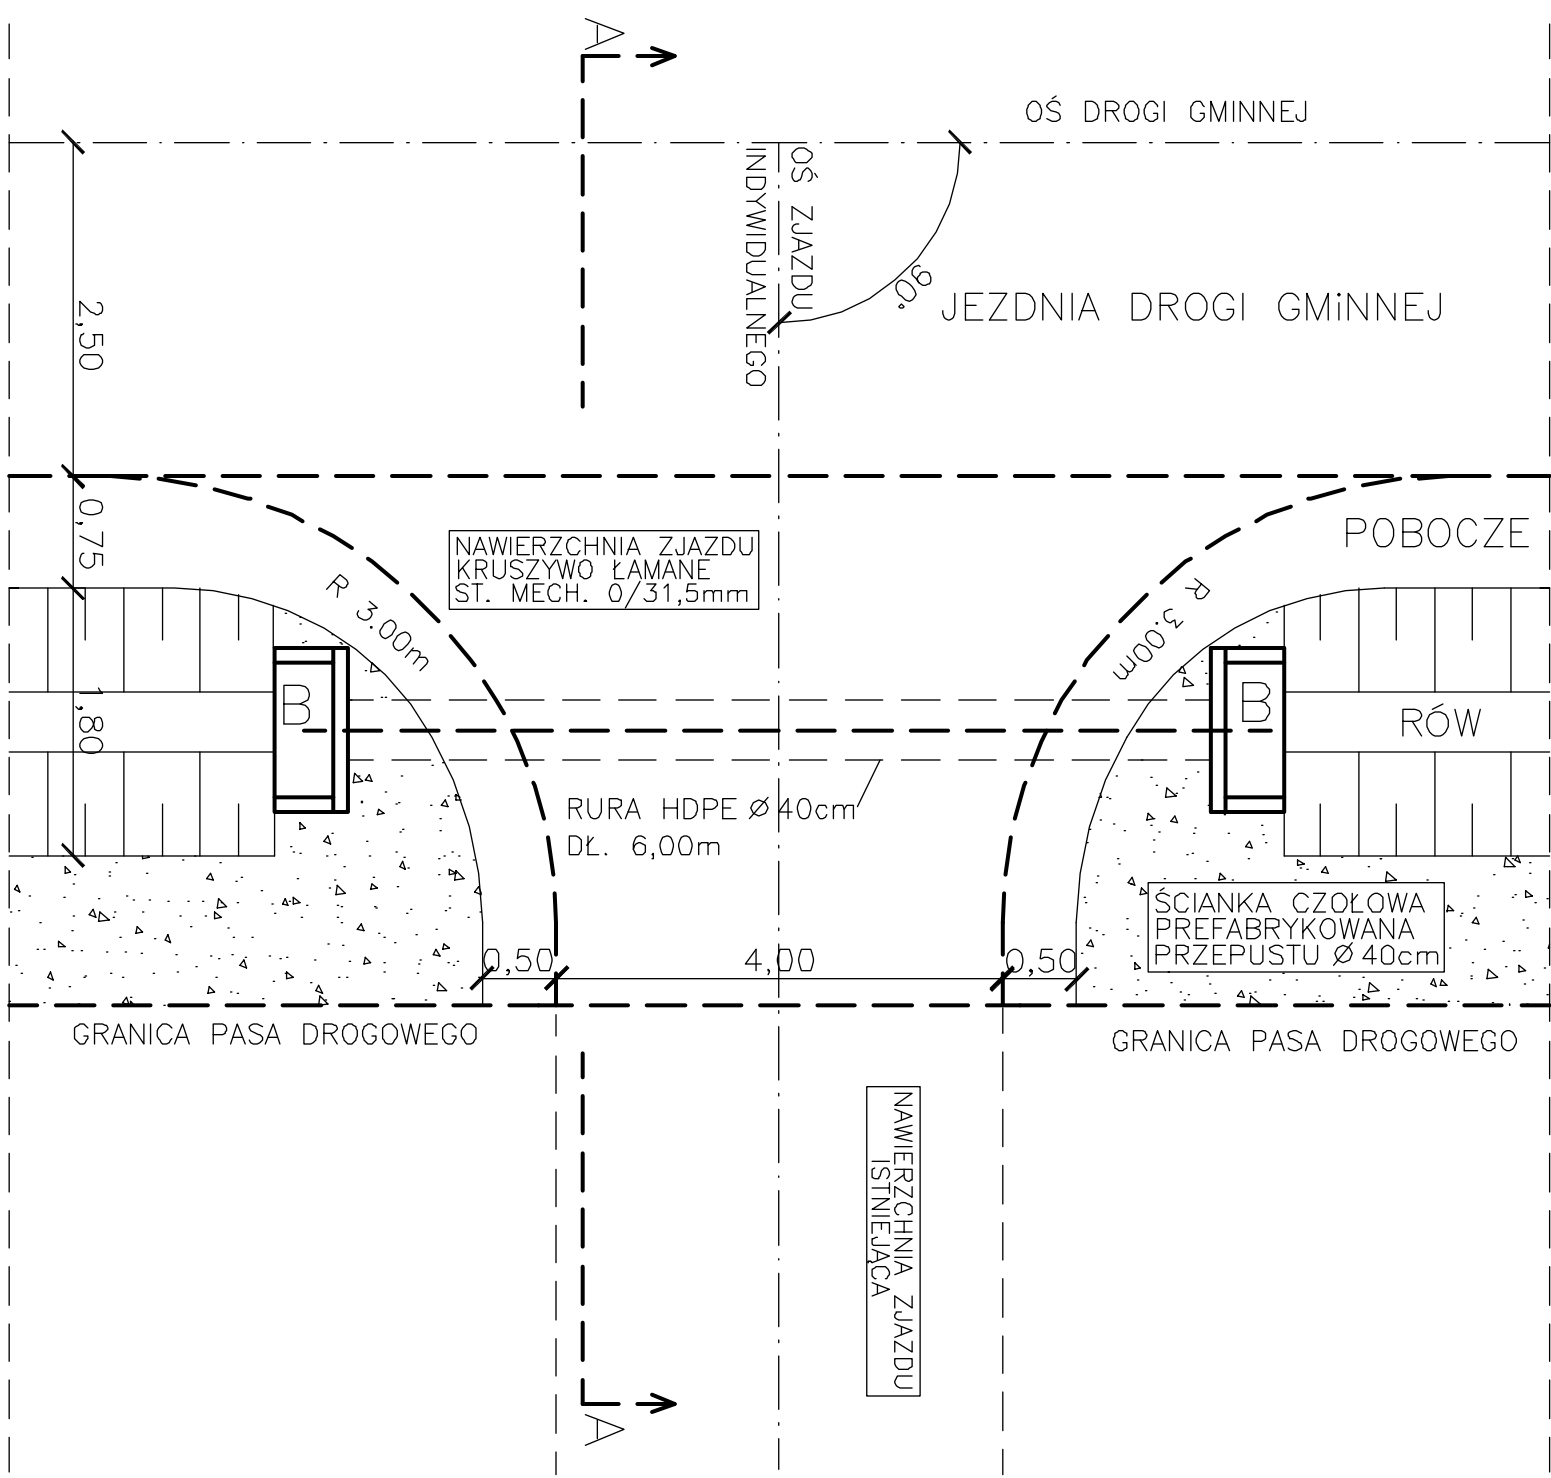 A
OŚ DROGI GMINNEJ
OŚ ZJAZDU
INDYWIDUALNEGO
90°
JEZDNIA DROGI GMiNNEJ
2,50
0,75
1,80
POBOCZE
NAWIERZCHNIA ZJAZDU
KRUSZYWO ŁAMANE
ST. MECH. 0/31,5mm
R 3.00m
R 3.00m
B
B
RÓW
RURA HDPE Ø 40cm
DŁ. 6,00m
ŚCIANKA CZOŁOWA
PREFABRYKOWANA
PRZEPUSTU Ø 40cm
0,50
4,00
0,50
GRANICA PASA DROGOWEGO
GRANICA PASA DROGOWEGO
NAWIERZCHNIA ZJAZDU
ISTNIEJĄCA
A